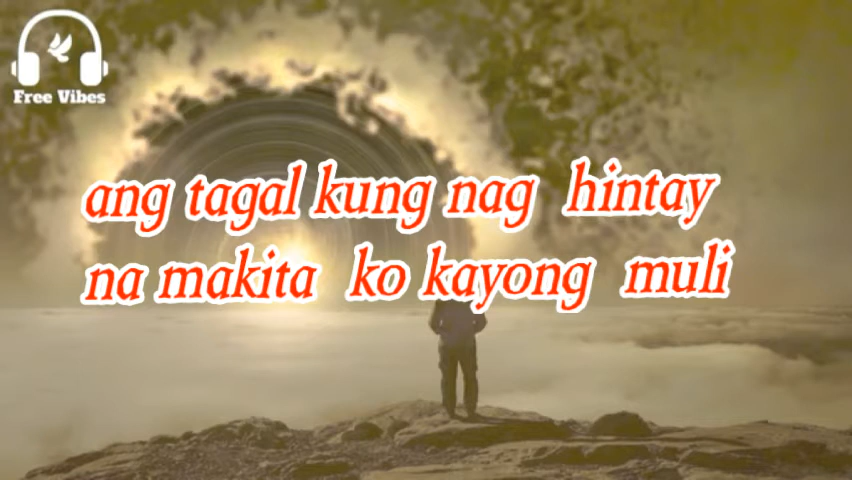 Free Vibes
ang tagal kung nag hintay
na makita ko kayong muli